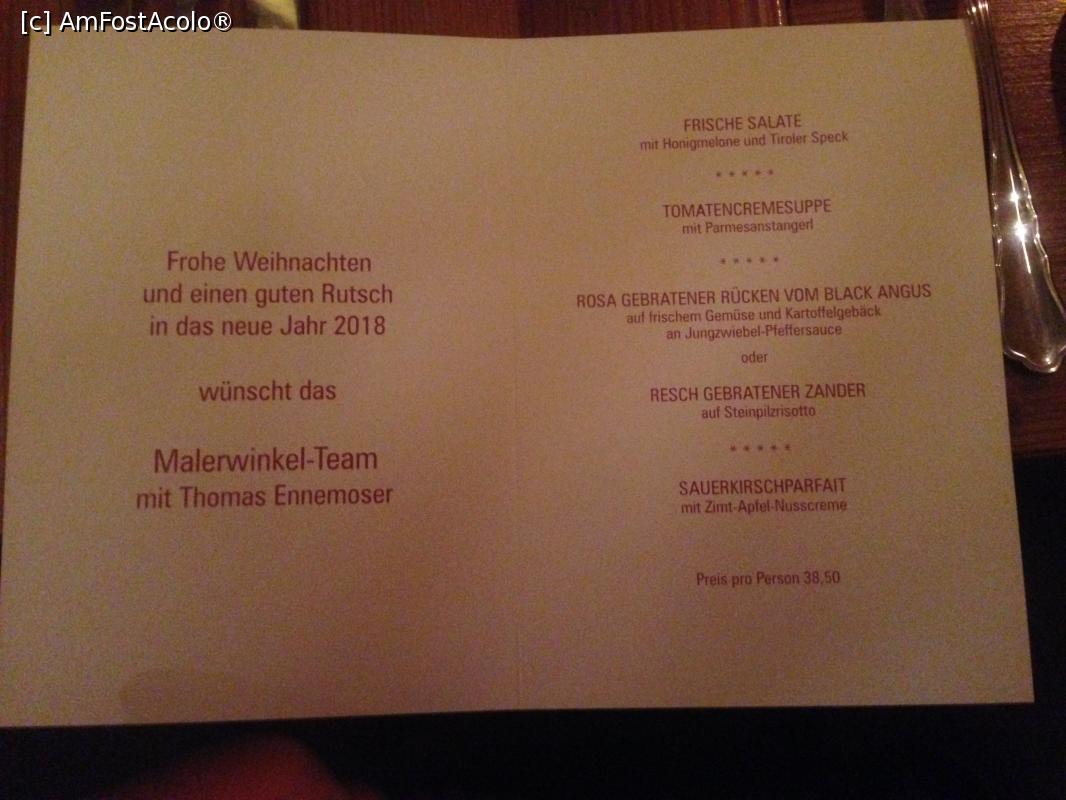 [c] AmFostAcolo®
Frohe Weihnachten
und einen guten Rutsch
in das neue Jahr 2018
wünscht das
Malerwinkel-Team
mit Thomas Ennemoser
FRISCHE SALATE
mit Honigmelone und Tiroler Speck
* * * * *
TOMATENCREMESUPPE
mit Parmesanstangerl
* * * * *
ROSA GEBRATENER RÜCKEN VOM BLACK ANGUS
auf frischem Gemüse und Kartoffelgebäck
an Jungzwiebel-Pfeffersauce
oder
RESCH GEBRATENER ZANDER
auf Steinpilzrisotto
* * * * *
SAUERKIRSCHPARFAIT
mit Zimt-Apfel-Nusscreme
Preis pro Person 38,50